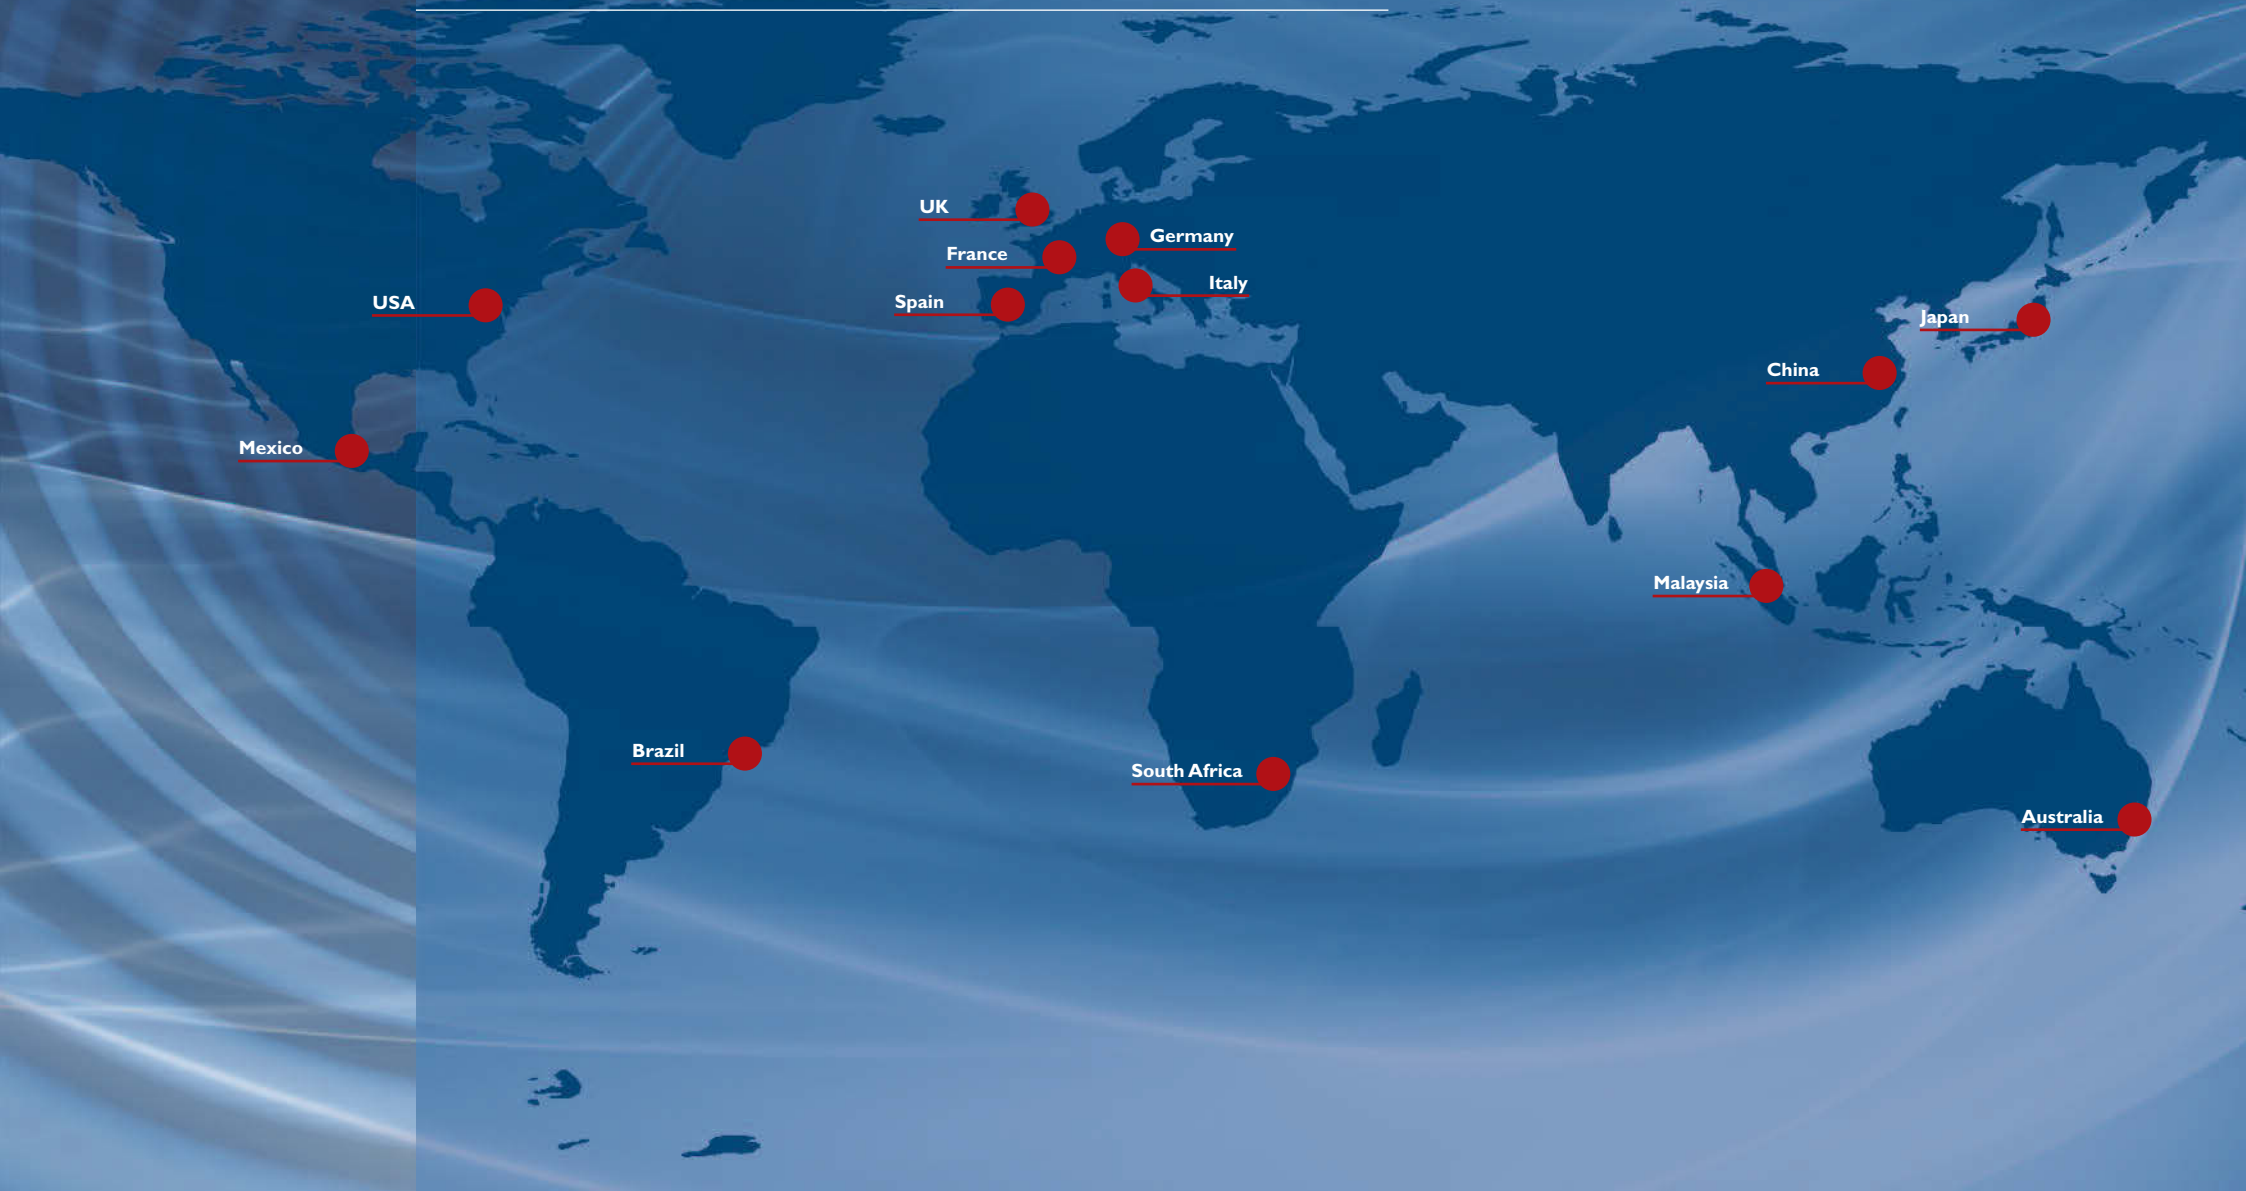 UK
Germany
France
Italy
Spain
USA
Japan
China
Mexico
Malaysia
Brazil
South Africa
Australia